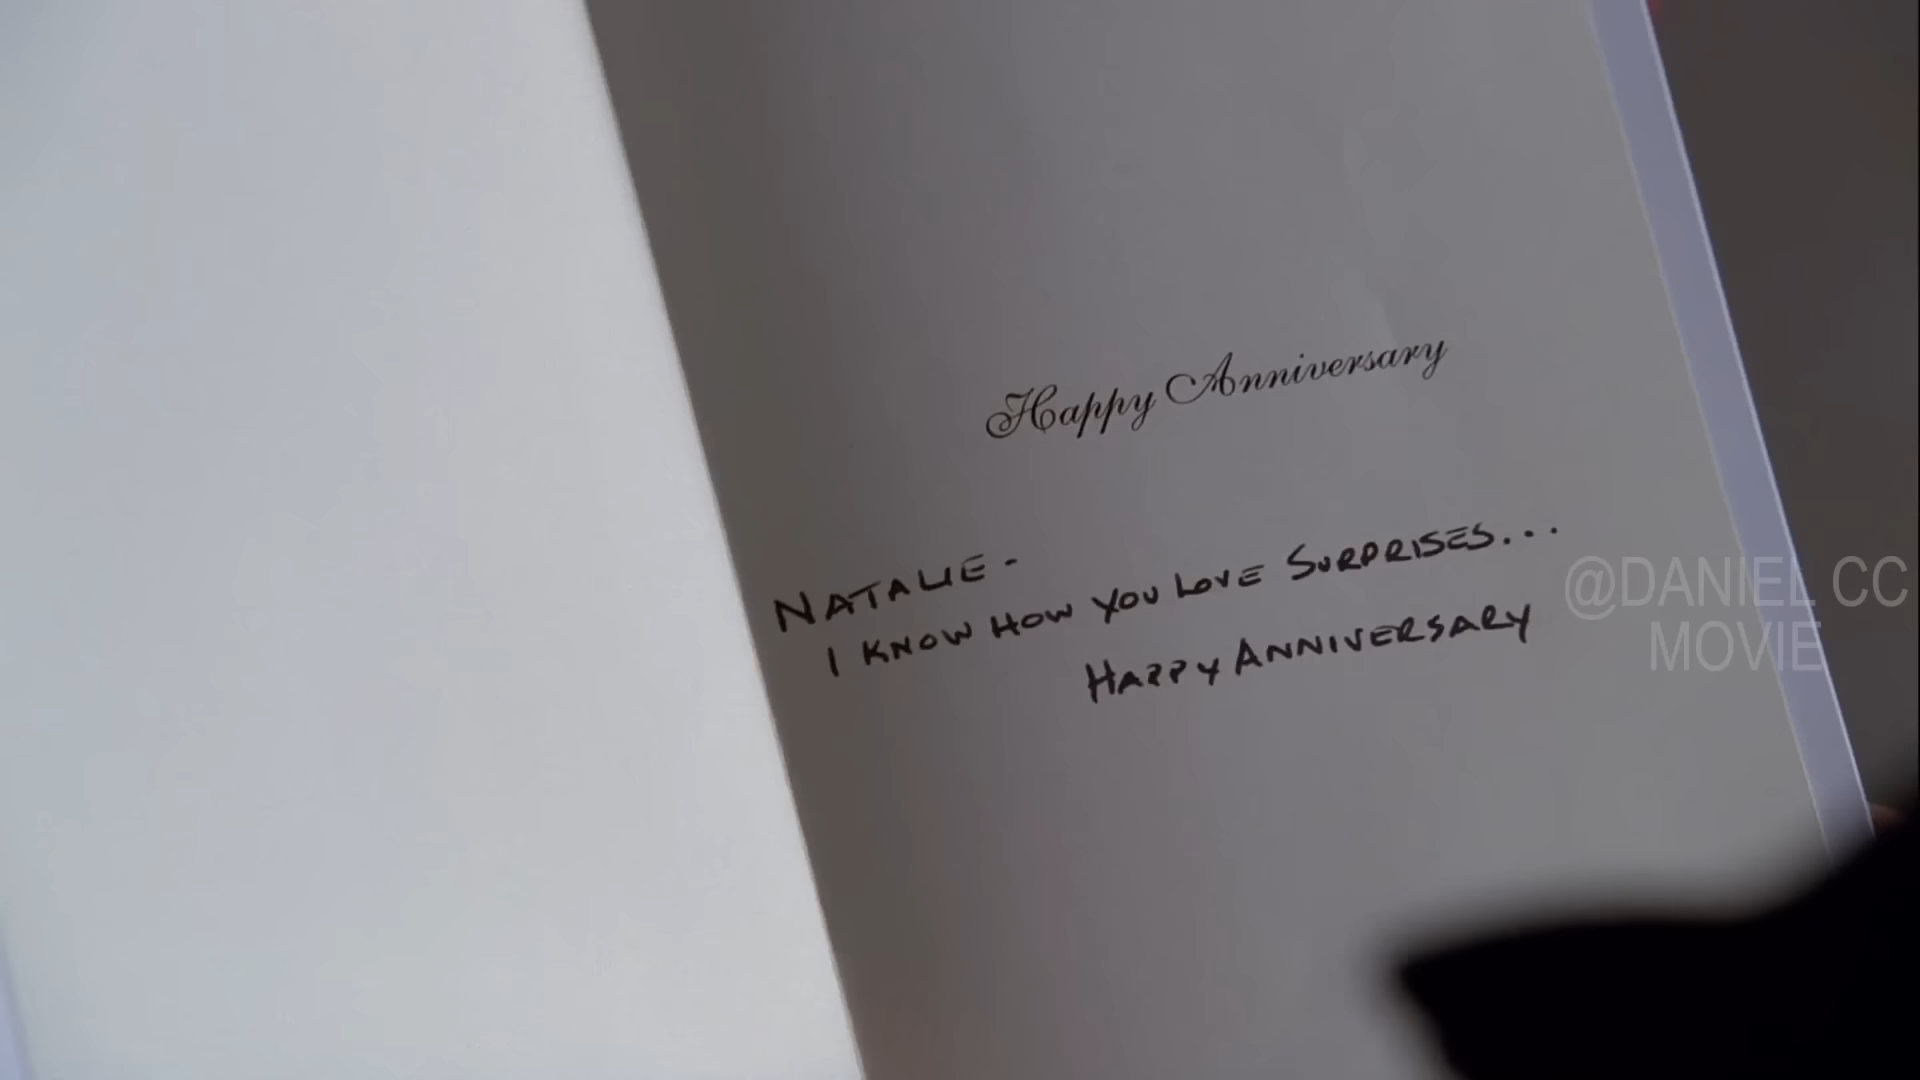 Happy Anniversary
NATALIE -
I KNOW HOW YOU LOVE SURPRISES...
HAPPY ANNIVERSARY
@DANIEL CC
MOVIE